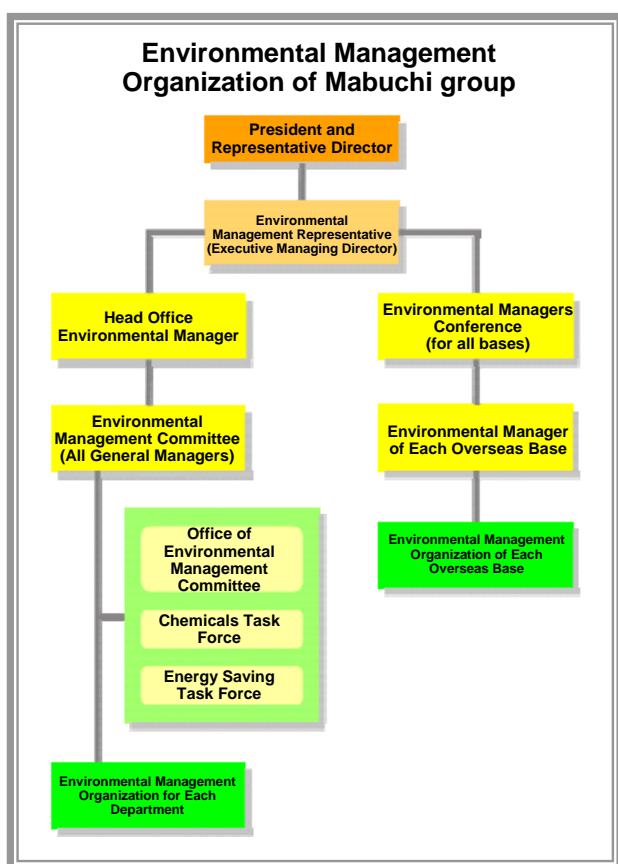 Environmental Management
Organization of Mabuchi group
President and
Representative Director
Environmental
Management Representative
(Executive Managing Director)
Head Office
Environmental Manager
Environmental Managers
Conference
(for all bases)
Environmental
Management Committee
(All General Managers)
Environmental Manager
of Each Overseas Base
Office of
Environmental
Management
Committee
Chemicals Task
Force
Energy Saving
Task Force
Environmental Management
Organization of Each
Overseas Base
Environmental Management
Organization for Each
Department